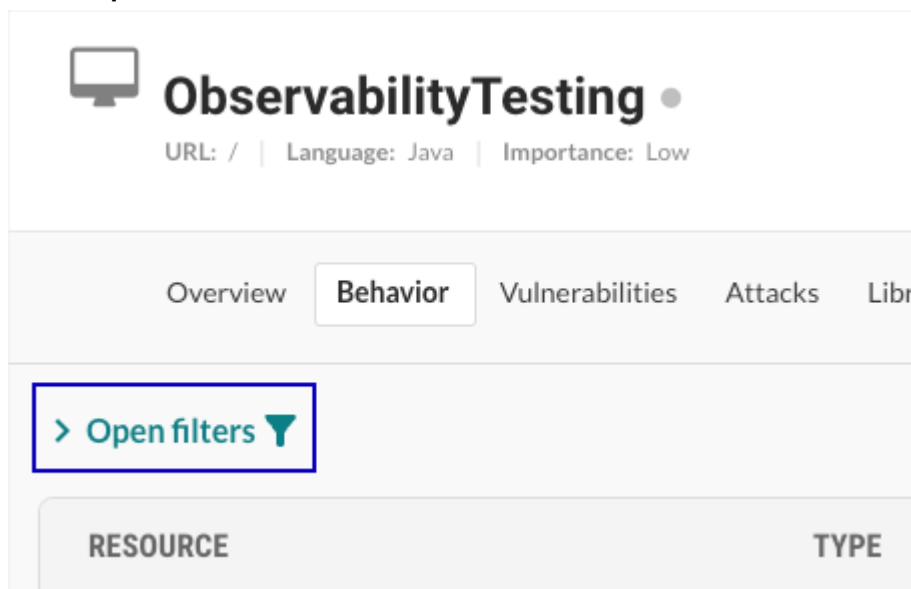 ObservabilityTesting
URL: / | Language: Java | Importance: Low
Overview Behavior Vulnerabilities Attacks
> Open filters
RESOURCE TYPE